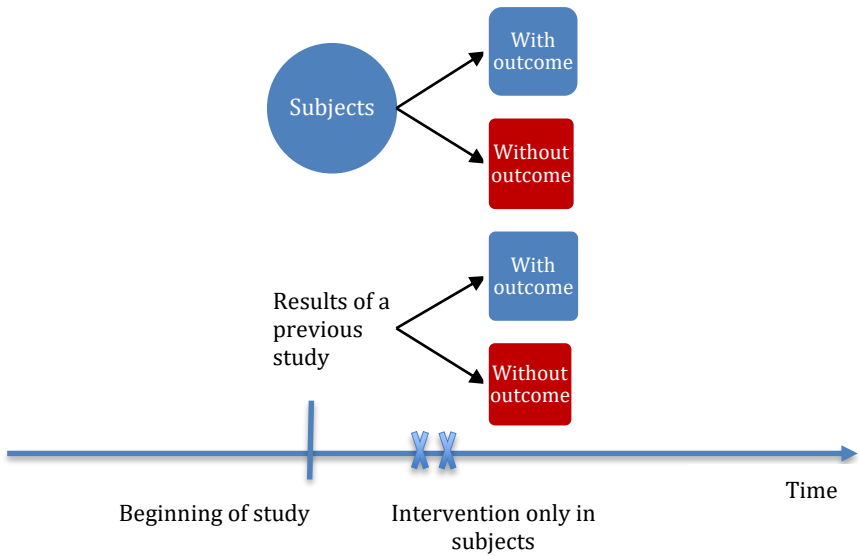 With
outcome
Subjects
Without
outcome
With
outcome
Results of a
previous
study
Without
outcome
Time
Beginning of study
Intervention only in
subjects